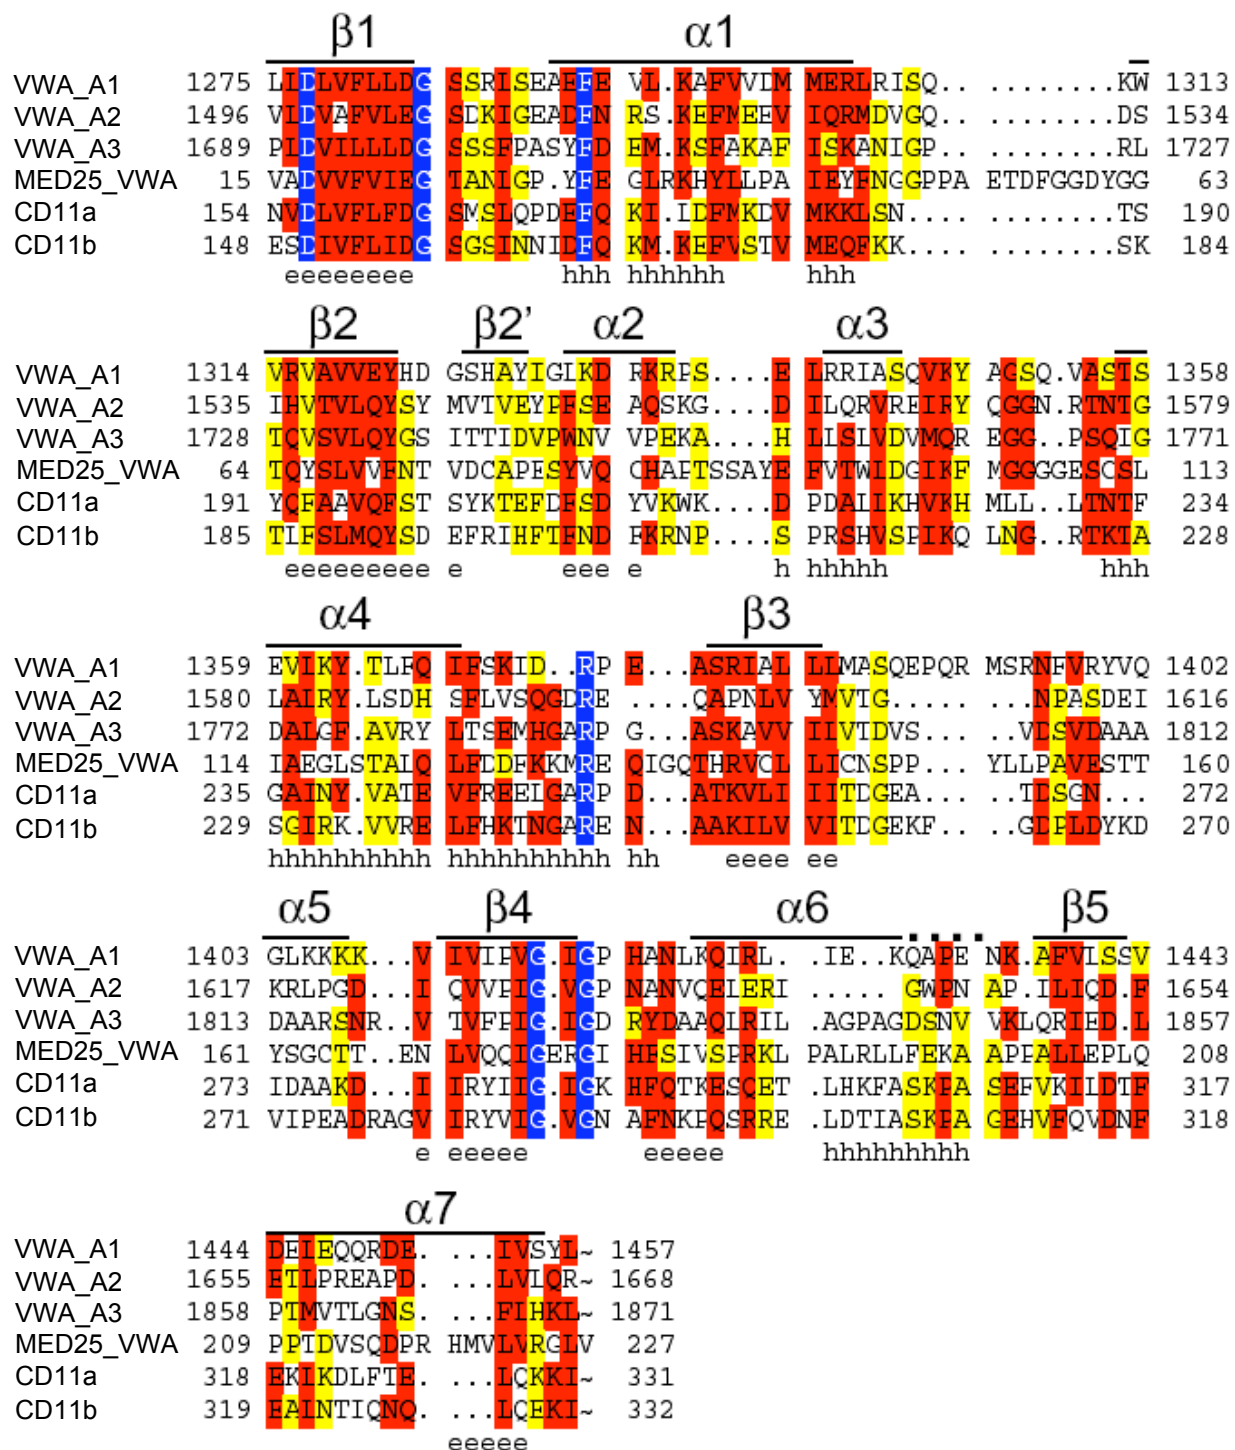 β1 α1
VWA_A1 1275 LIDLVFLLDG SSRLSEAEFE VL.KAFVVDM MERLRISQ.. ........KW 1313
VWA_A2 1496 VLDVAFVLEG SDKIGEADFN RS.KEFMEEV IQRMDVGQ.. ........DS 1534
VWA_A3 1689 PLDVILLLDG SSSFPASYFD EM.KSFAKAF ISKANIGP.. ........RL 1727
MED25_VWA 15 VADVVFVIEG TANIGP.YFE GLRKHYLLPA IEYFNGGPPA ETDFGGDYGG 63
CD11a 154 NVDLVFLFDG SMSLQPDEFQ KI.IDFMKDV MKKLSN.... ........TS 190
CD11b 148 ESDIVFLIDG SGSINNIDFQ KM.KEFVSTV MEQFKK.... ........SK 184
eeeeeeee hhh hhhhhh hhh
β2 β2' α2 α3
VWA_A1 1314 VRVAVVEYHD GSHAYIGLKD RKRPS....E LRRIASQVKY AGSQ.VASTS 1358
VWA_A2 1535 IHVTVLQYSY MVTVEYPFSE AQSKG....D ILQRVREIRY QGGN.RTNTG 1579
VWA_A3 1728 TQVSVLQYGS ITTIDVPWNV VPEKA....H LLSLVDVMQR EGG..PSQIG 1771
MED25_VWA 64 TQYSLVVFNT VDCAPESYVQ CHAPTSSAYE FVTWIDGIKF MGGGGESCSL 113
CD11a 191 YQFAAVQFST SYKTEFDFSD YVKWK....D PDALIKHVKH MLL..LTNTF 234
CD11b 185 TLFSLMQYSD EFRIHFTFND FKRNP....S PRSHVSPIKQ LNG..RTKTA 228
eeeeeeeee e eee e h hhhhh hhh
α4 β3
VWA_A1 1359 EVLKY.TLFQ IFSKID..RP E...ASRIAL LLMASQEPQR MSRNFVRYVQ 1402
VWA_A2 1580 LALRY.LSDH SFLVSQGDRE ....QAPNLV YMVTG..... ...NPASDEI 1616
VWA_A3 1772 DALGF.AVRY LTSEMHGARP G...ASKAVV ILVTDVS... ..VDSVDAAA 1812
MED25_VWA 114 IAEGLSTALQ LFDDFKKMRE QIGQTHRVCL LICNSPP... YLLPAVESTT 160
CD11a 235 GAINY.VATE VFREELGARP D...ATKVLI IITDGEA... ..TDSGN... 272
CD11b 229 SGIRK.VVRE LFHKTNGARE N...AAKILV VITDGEKF.. ..GDPLDYKD 270
hhhhhhhhhh hhhhhhhhhh hh eeee ee
α5 β4 α6 β5
VWA_A1 1403 GLKKKK...V IVIPVG.IGP HANLKQIRL. .IE..KQAPE NK.AFVLSSV 1443
VWA_A2 1617 KRLPGD...I QVVPIG.VGP NANVQELERI .....GWPN AP.ILIQD.F 1654
VWA_A3 1813 DAARSNR..V TVFPIG.IGD RYDAAQLRIL .AGPAGDSNV VKLQRIED.L 1857
MED25_VWA 161 YSGCTT..EN LVQQIGERGI HFSIVSPRKL PALRLLFEKA APPALLEPLQ 208
CD11a 273 IDAAKD...I IRYIIG.IGK HFQTKESQET .LHKFASKPA SEFVKILDTF 317
CD11b 271 VIPEADRAGV IRYVIG.VGN AFNKPQSRRE .LDTIASKPA GEHVFQVDNF 318
e eeeee eeeee hhhhhhhhh
α7
VWA_A1 1444 DELEQQRDE. ...IVSYL~ 1457
VWA_A2 1655 ETLPREAPD. ...LVLQR~ 1668
VWA_A3 1858 PTMVTLGNS. ...FLHKL~ 1871
MED25_VWA 209 PPTDVSQDPR HMVLVRGLV 227
CD11a 318 EKLKDLFTE. ...LQKKI~ 331
CD11b 319 EALNTIQNQ. ...LQEKI~ 332
eeeee